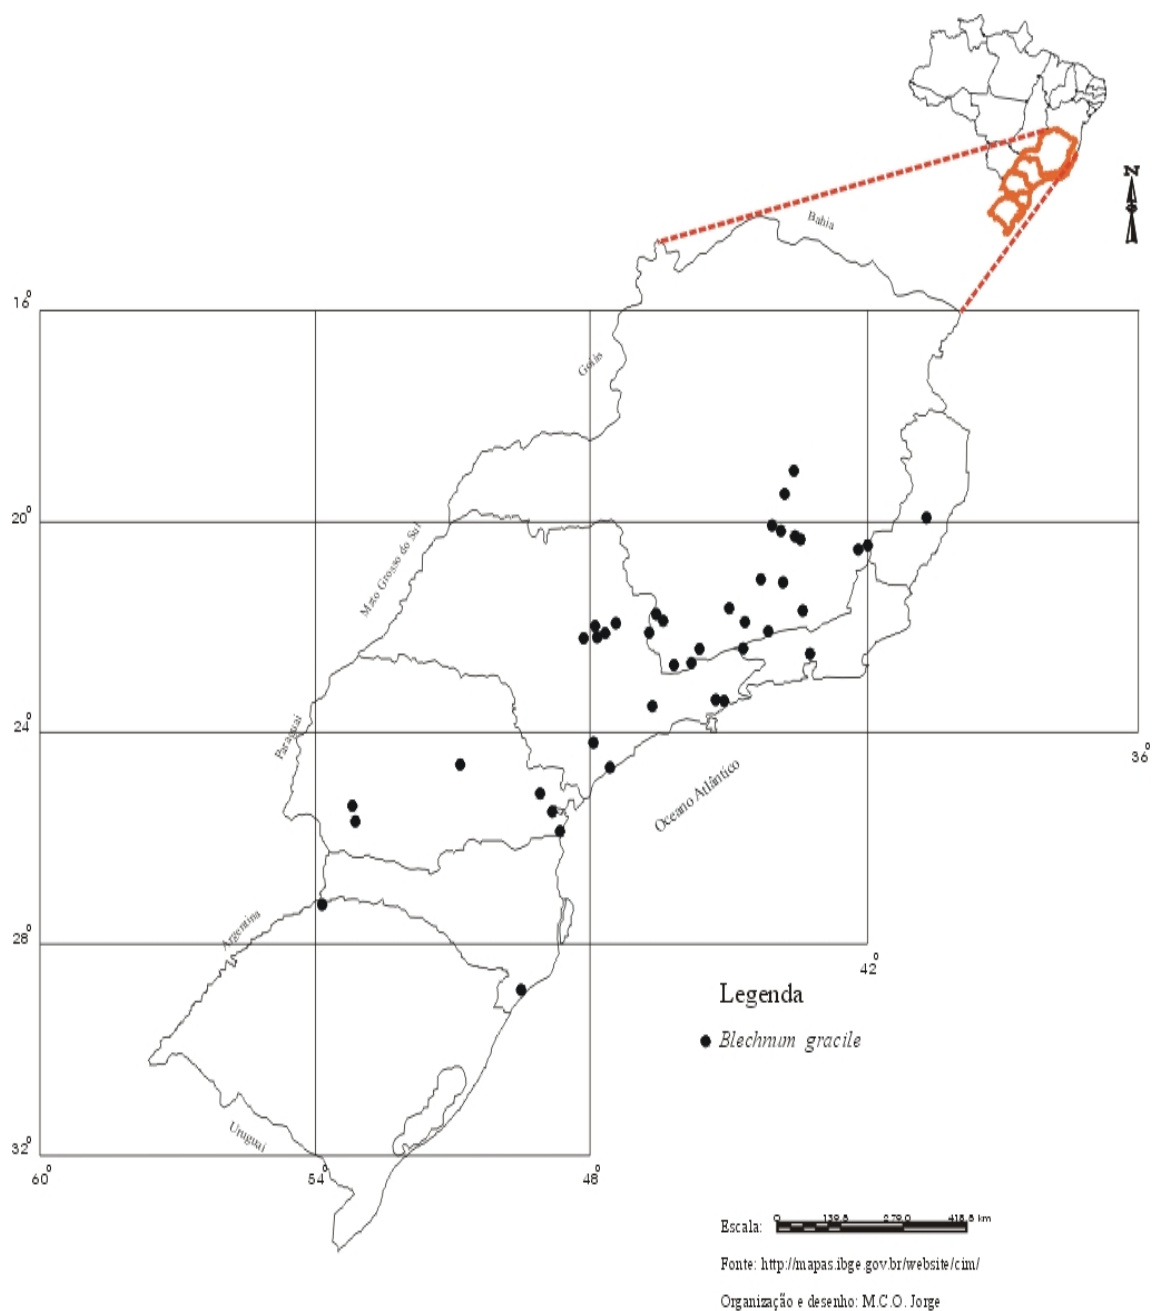 N
Bahia
16°
Goiás
20°
Mato Grosso do Sul
24°
Paraguai
36°
Oceano Atlântico
Argentina
28°
42°
Legenda
Blechnum gracile
Uruguai
32°
60°
54°
48°
Escala: 0 139,5 279,0 418,5 km
Fonte: http://mapas.ibge.gov.br/website/cim/
Organização e desenho: M.C.O. Jorge